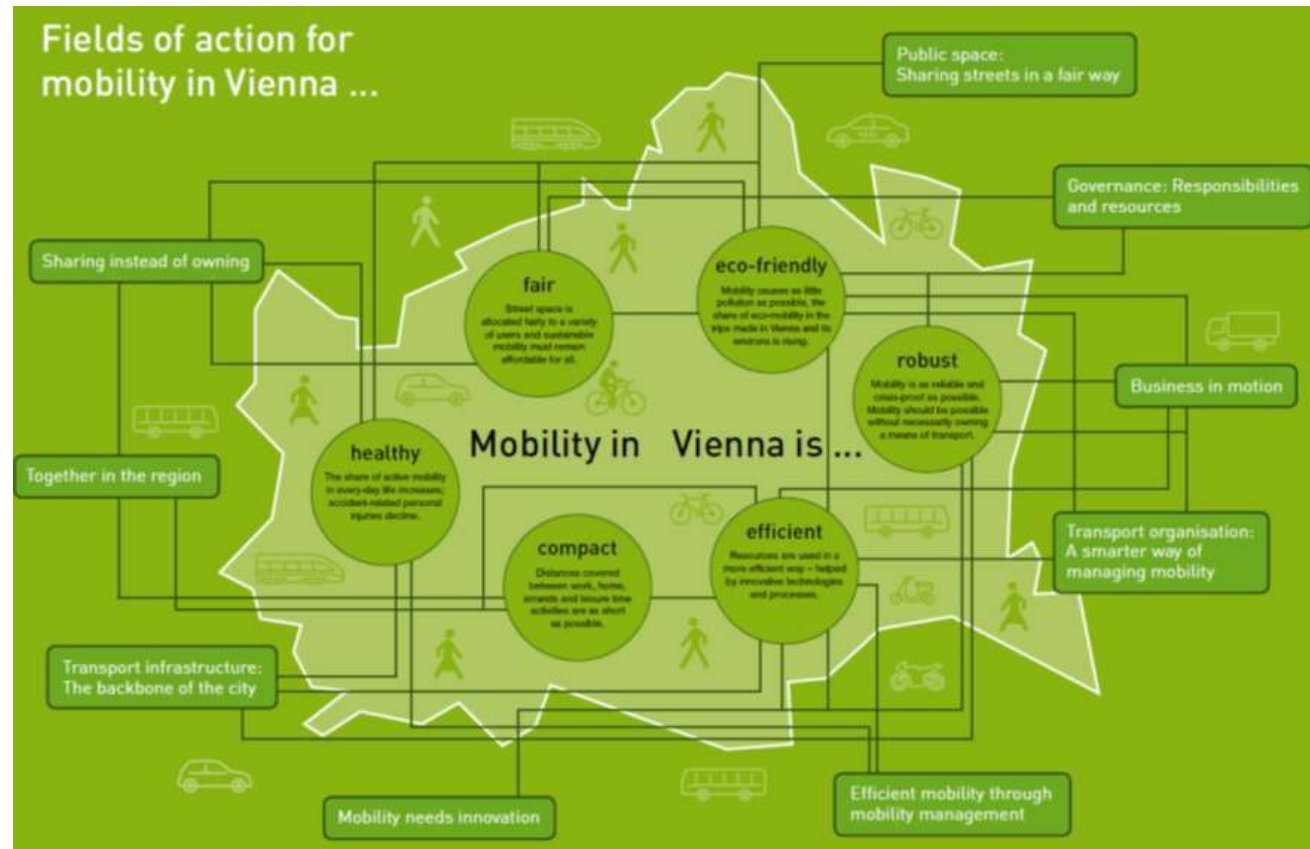 Fields of action for
mobility in Vienna ...
Public space:
Sharing streets in a fair way
Governance: Responsibilities
and resources
Sharing instead of owning
fair
Street space is
allocated fairly to a variety
of users and sustainable
mobility must remain
affordable for all.
eco-friendly
Mobility causes as little
pollution as possible, the
share of eco-mobility in the
trips made in Vienna and its
environs is rising.
robust
Mobility is as reliable and
crisis-proof as possible.
Mobility should be possible
without necessarily owning
a means of transport.
Business in motion
Mobility in Vienna is ...
healthy
The share of active mobility
in every-day life increases;
accident-related personal
injuries decline.
Together in the region
compact
Distances covered
between work, home,
errands and leisure time
activities are as short
as possible.
efficient
Resources are used in a
more efficient way – helped
by innovative technologies
and processes.
Transport organisation:
A smarter way of
managing mobility
Transport infrastructure:
The backbone of the city
Mobility needs innovation
Efficient mobility through
mobility management